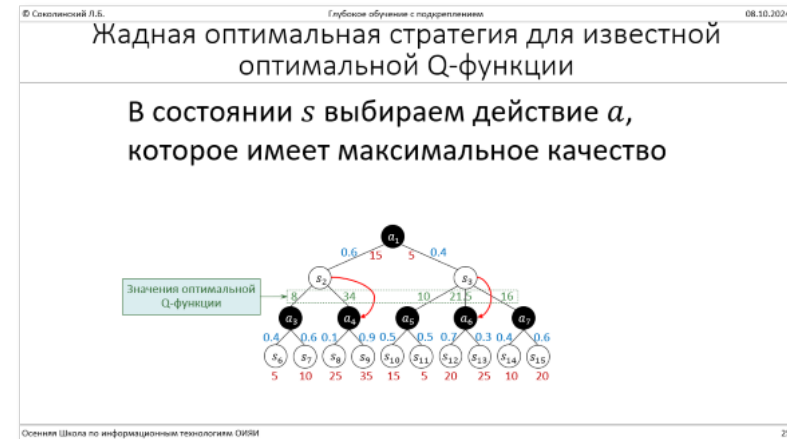 © Соколинский Л.Б. Глубокое обучение с подкреплением 08.10.2024
Жадная оптимальная стратегия для известной
оптимальной Q-функции
В состоянии s выбираем действие a,
которое имеет максимальное качество
a₁
0.6 15 5 0.4
s₂ s₃
Значения оптимальной
Q-функции
8 34 10 21.5 16
a₃ a₄ a₅ a₆ a₇
0.4 0.6 0.1 0.9 0.5 0.5 0.7 0.3 0.4 0.6
s₆ s₇ s₈ s₉ s₁₀ s₁₁ s₁₂ s₁₃ s₁₄ s₁₅
5 10 25 35 15 5 20 25 10 20
Осенняя Школа по информационным технологиям ОИЯИ